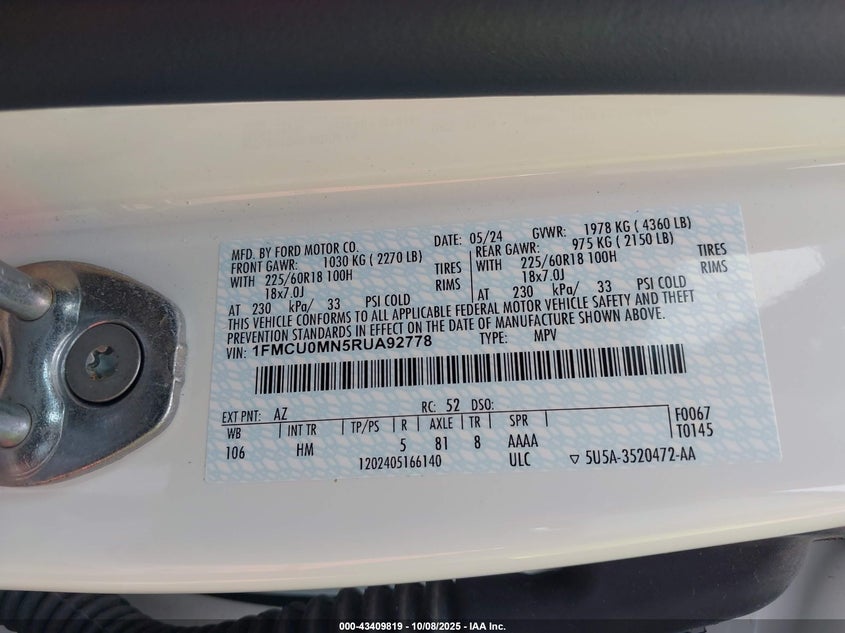 MFD. BY FORD MOTOR CO.
DATE: 05/24 GVWR: 1978 KG ( 4360 LB)
FRONT GAWR: 1030 KG ( 2270 LB)
REAR GAWR: 975 KG ( 2150 LB)
WITH 225/60R18 100H TIRES
18x7.0J RIMS
AT 230 kPa/ 33 PSI COLD
WITH 225/60R18 100H TIRES
18x7.0J RIMS
AT 230 kPa/ 33 PSI COLD
THIS VEHICLE CONFORMS TO ALL APPLICABLE FEDERAL MOTOR VEHICLE SAFETY AND THEFT
PREVENTION STANDARDS IN EFFECT ON THE DATE OF MANUFACTURE SHOWN ABOVE.
VIN: 1FMCU0MN5RUA92778 TYPE: MPV
EXT PNT: AZ RC: 52 DSO:
WB INT TR TP/PS R AXLE TR SPR F0067
106 HM 5 81 8 AAAA T0145
1202405166140 ULC ▽ 5U5A-3520472-AA
000-43409819 - 10/08/2025 - IAA Inc.